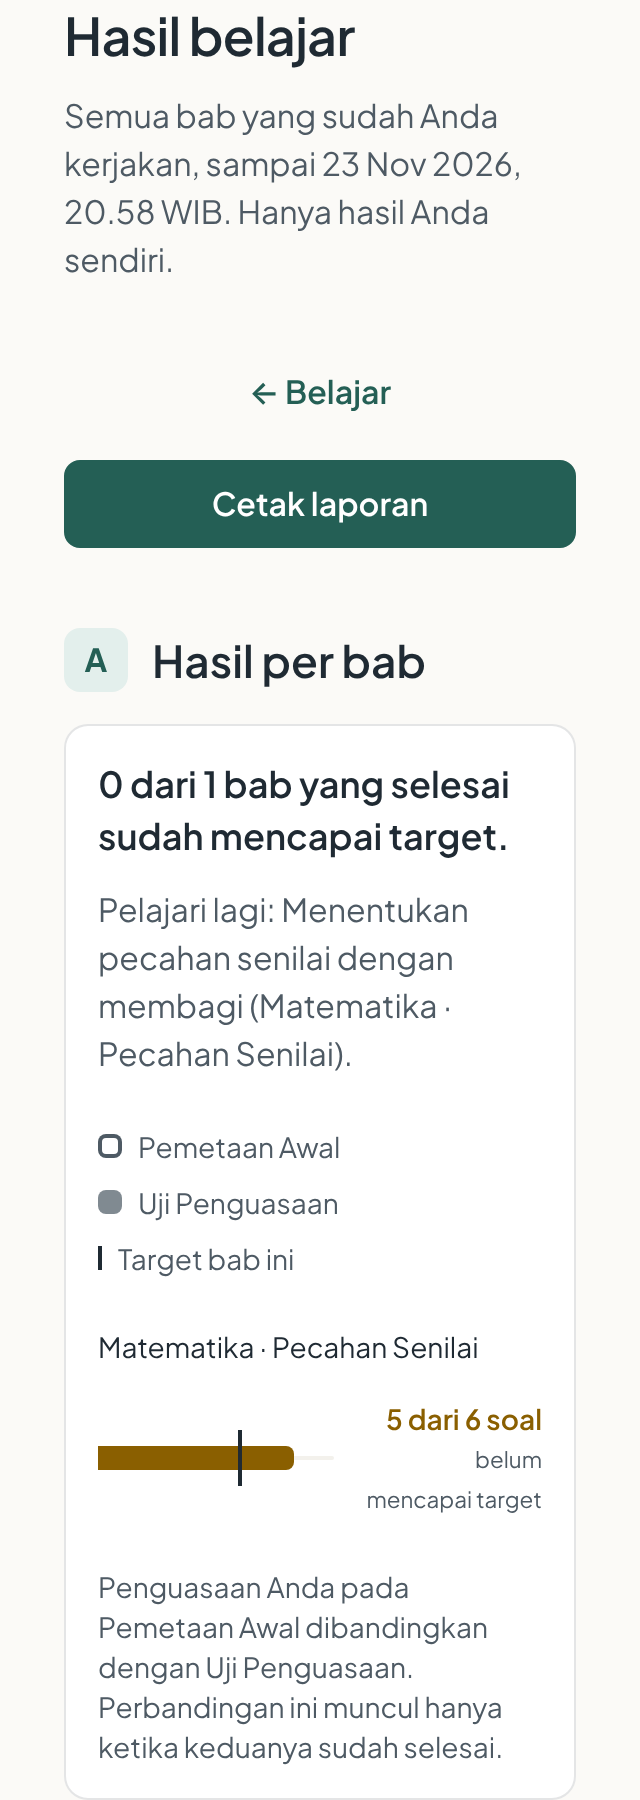 Hasil belajar
Semua bab yang sudah Anda
kerjakan, sampai 23 Nov 2026,
20.58 WIB. Hanya hasil Anda
sendiri.
← Belajar
Cetak laporan
A Hasil per bab
0 dari 1 bab yang selesai
sudah mencapai target.
Pelajari lagi: Menentukan
pecahan senilai dengan
membagi (Matematika ·
Pecahan Senilai).
Pemetaan Awal
Uji Penguasaan
Target bab ini
Matematika · Pecahan Senilai
5 dari 6 soal
belum
mencapai target
Penguasaan Anda pada
Pemetaan Awal dibandingkan
dengan Uji Penguasaan.
Perbandingan ini muncul hanya
ketika keduanya sudah selesai.